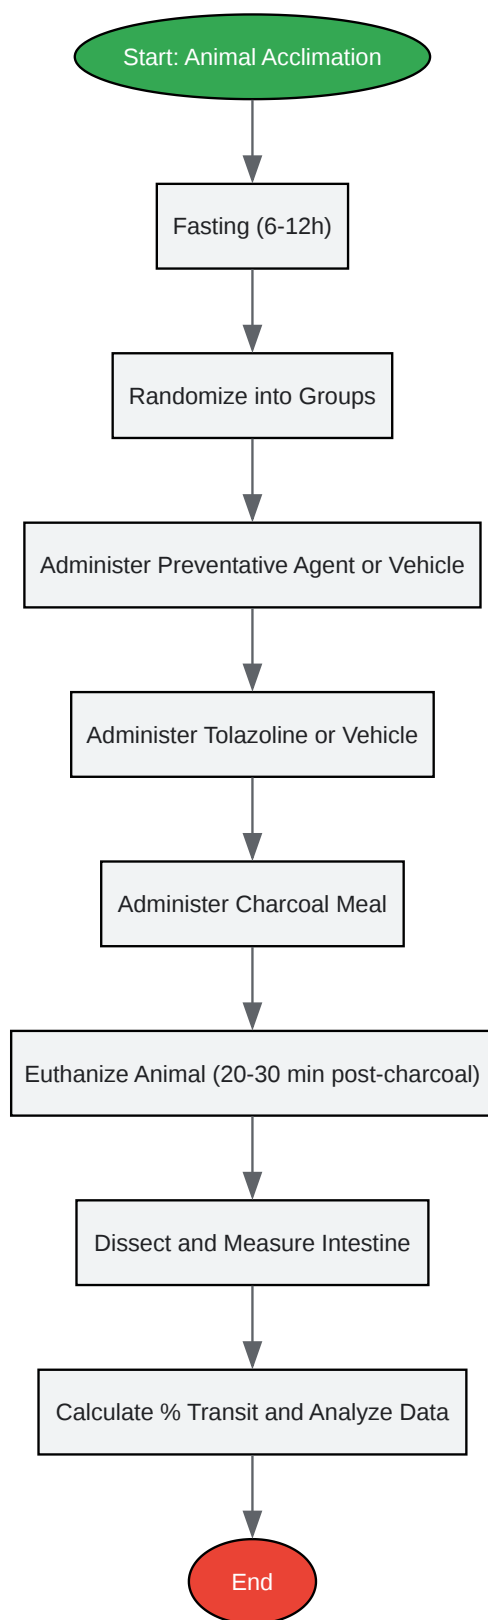 Start: Animal Acclimation
Fasting (6-12h)
Randomize into Groups
Administer Preventative Agent or Vehicle
Administer Tolazoline or Vehicle
Administer Charcoal Meal
Euthanize Animal (20-30 min post-charcoal)
Dissect and Measure Intestine
Calculate % Transit and Analyze Data
End